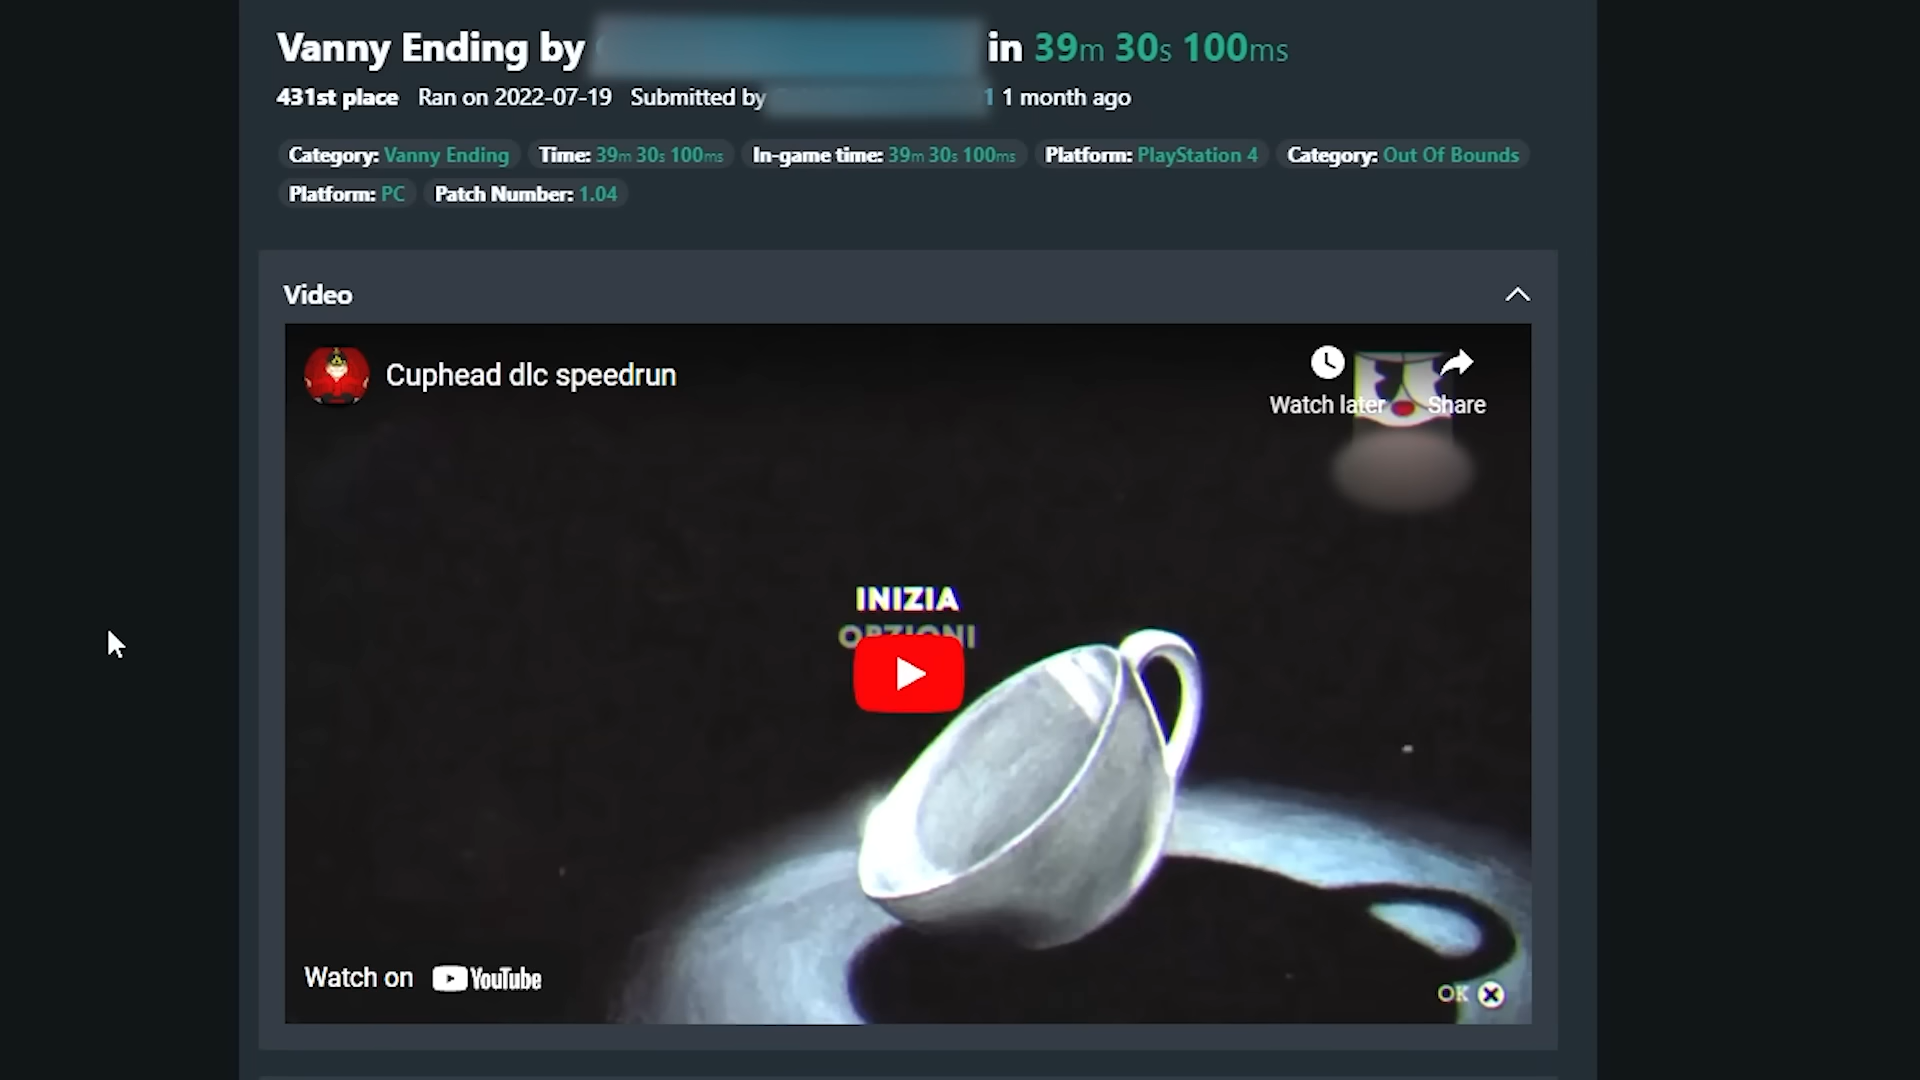 Vanny Ending by in 39m 30s 100ms
431st place Ran on 2022-07-19 Submitted by 1 1 month ago
Category: Vanny Ending Time: 39m 30s 100ms In-game time: 39m 30s 100ms Platform: PlayStation 4 Category: Out Of Bounds
Platform: PC Patch Number: 1.04
Video
Cuphead dlc speedrun
Watch later Share
INIZIA
OPZIONI
Watch on YouTube
OK